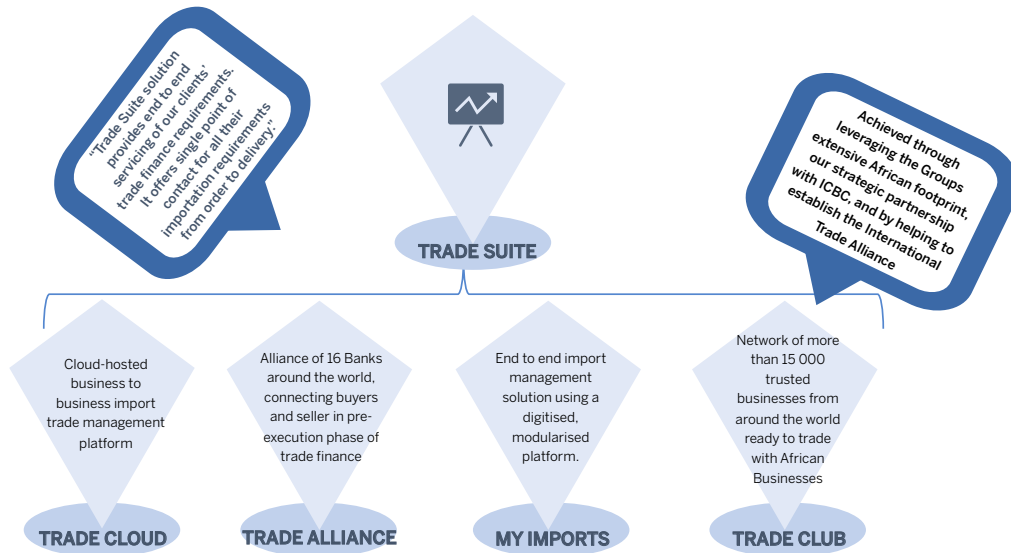 “Trade Suite solution
provides end to end
servicing of our clients’
trade finance requirements.
It offers single point of
contact for all their
importation requirements
from order to delivery.”
Achieved through
leveraging the Groups
extensive African footprint,
our strategic partnership
with ICBC, and by helping to
establish the International
Trade Alliance
TRADE SUITE
Cloud-hosted
business to
business import
trade management
platform
TRADE CLOUD
Alliance of 16 Banks
around the world,
connecting buyers
and seller in pre-
execution phase of
trade finance
TRADE ALLIANCE
End to end import
management
solution using a
digitised,
modularised
platform.
MY IMPORTS
Network of more
than 15 000
trusted
businesses from
around the world
ready to trade
with African
Businesses
TRADE CLUB